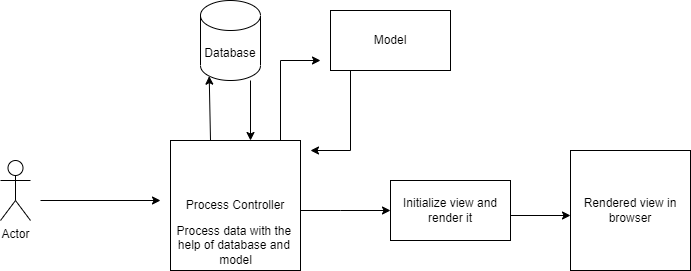 Database
Model
Actor
Process Controller
Process data with the
help of database and
model
Initialize view and
render it
Rendered view in
browser